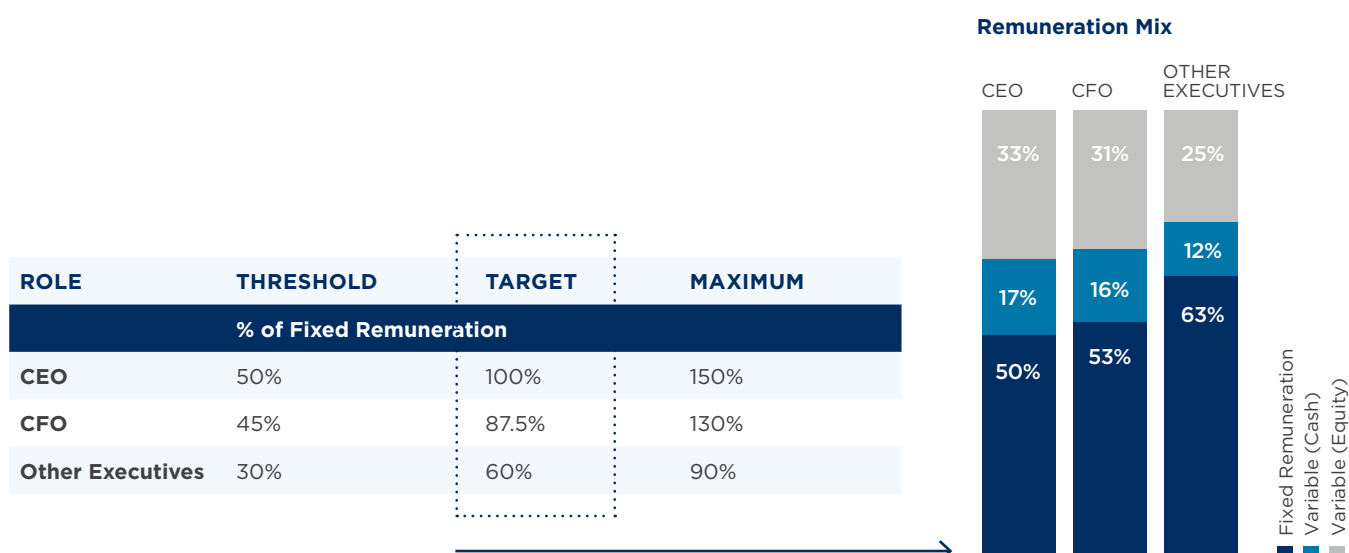 Remuneration Mix
CEO
CFO
OTHER
EXECUTIVES
33%
31%
25%
17%
16%
12%
50%
53%
63%
Fixed Remuneration
Variable (Cash)
Variable (Equity)
ROLE THRESHOLD TARGET MAXIMUM
% of Fixed Remuneration
CEO 50% 100% 150%
CFO 45% 87.5% 130%
Other Executives 30% 60% 90%